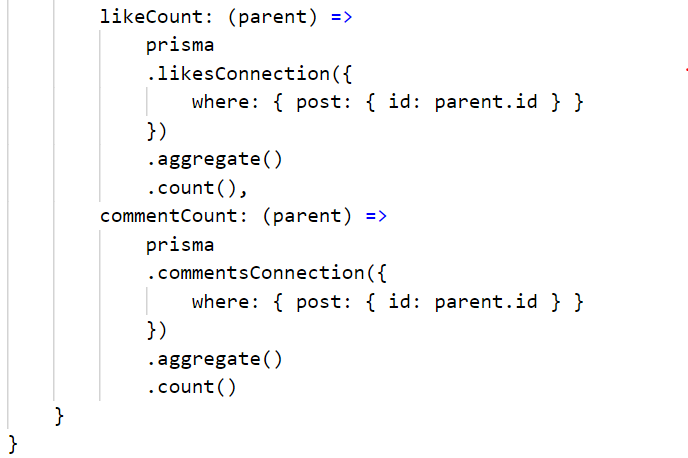 likeCount: (parent) =>
prisma
.likesConnection({
where: { post: { id: parent.id } }
})
.aggregate()
.count(),
commentCount: (parent) =>
prisma
.commentsConnection({
where: { post: { id: parent.id } }
})
.aggregate()
.count()
}
}